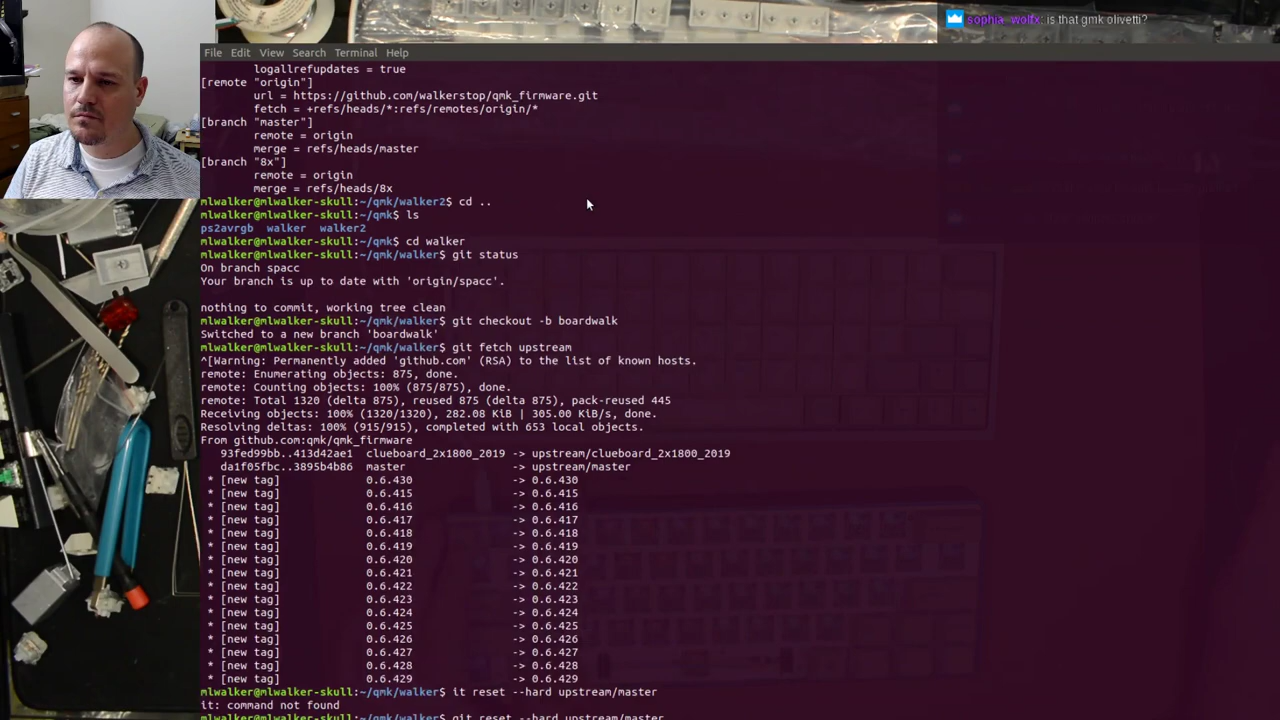 sophia_wolfx: is that gmk olivetti?
File Edit View Search Terminal Help
logallrefupdates = true
[remote "origin"]
url = https://github.com/walkerstop/qmk_firmware.git
fetch = +refs/heads/*:refs/remotes/origin/*
[branch "master"]
remote = origin
merge = refs/heads/master
[branch "8x"]
remote = origin
merge = refs/heads/8x
mlwalker@mlwalker-skull:~/qmk/walker2$ cd ..
mlwalker@mlwalker-skull:~/qmk$ ls
ps2avrgb walker walker2
mlwalker@mlwalker-skull:~/qmk$ cd walker
mlwalker@mlwalker-skull:~/qmk/walker$ git status
On branch spacc
Your branch is up to date with 'origin/spacc'.
nothing to commit, working tree clean
mlwalker@mlwalker-skull:~/qmk/walker$ git checkout -b boardwalk
Switched to a new branch 'boardwalk'
mlwalker@mlwalker-skull:~/qmk/walker$ git fetch upstream
^[Warning: Permanently added 'github.com' (RSA) to the list of known hosts.
remote: Enumerating objects: 875, done.
remote: Counting objects: 100% (875/875), done.
remote: Total 1320 (delta 875), reused 875 (delta 875), pack-reused 445
Receiving objects: 100% (1320/1320), 282.08 KiB | 305.00 KiB/s, done.
Resolving deltas: 100% (915/915), completed with 653 local objects.
From github.com:qmk/qmk_firmware
93fed99bb..413d42ae1 clueboard_2x1800_2019 -> upstream/clueboard_2x1800_2019
da1f05fbc..3895b4b86 master -> upstream/master
* [new tag] 0.6.430 -> 0.6.430
* [new tag] 0.6.415 -> 0.6.415
* [new tag] 0.6.416 -> 0.6.416
* [new tag] 0.6.417 -> 0.6.417
* [new tag] 0.6.418 -> 0.6.418
* [new tag] 0.6.419 -> 0.6.419
* [new tag] 0.6.420 -> 0.6.420
* [new tag] 0.6.421 -> 0.6.421
* [new tag] 0.6.422 -> 0.6.422
* [new tag] 0.6.423 -> 0.6.423
* [new tag] 0.6.424 -> 0.6.424
* [new tag] 0.6.425 -> 0.6.425
* [new tag] 0.6.426 -> 0.6.426
* [new tag] 0.6.427 -> 0.6.427
* [new tag] 0.6.428 -> 0.6.428
* [new tag] 0.6.429 -> 0.6.429
mlwalker@mlwalker-skull:~/qmk/walker$ it reset --hard upstream/master
it: command not found
mlwalker@mlwalker-skull:~/qmk/walker$ git reset --hard upstream/master